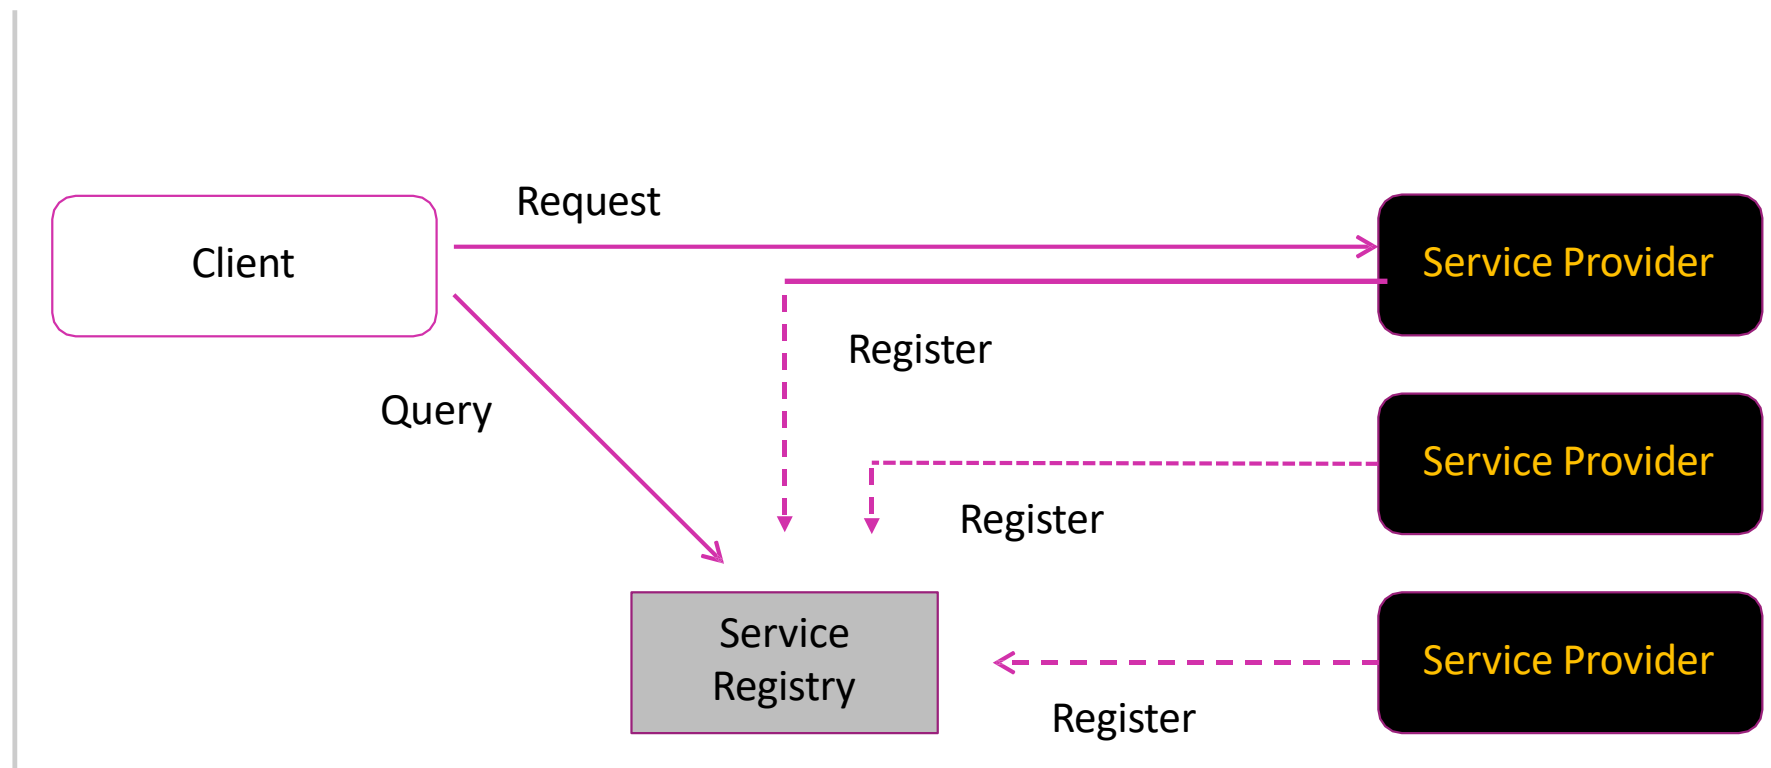 Request
Client
Service Provider
Register
Query
Service Provider
Register
Service
Registry
Service Provider
Register